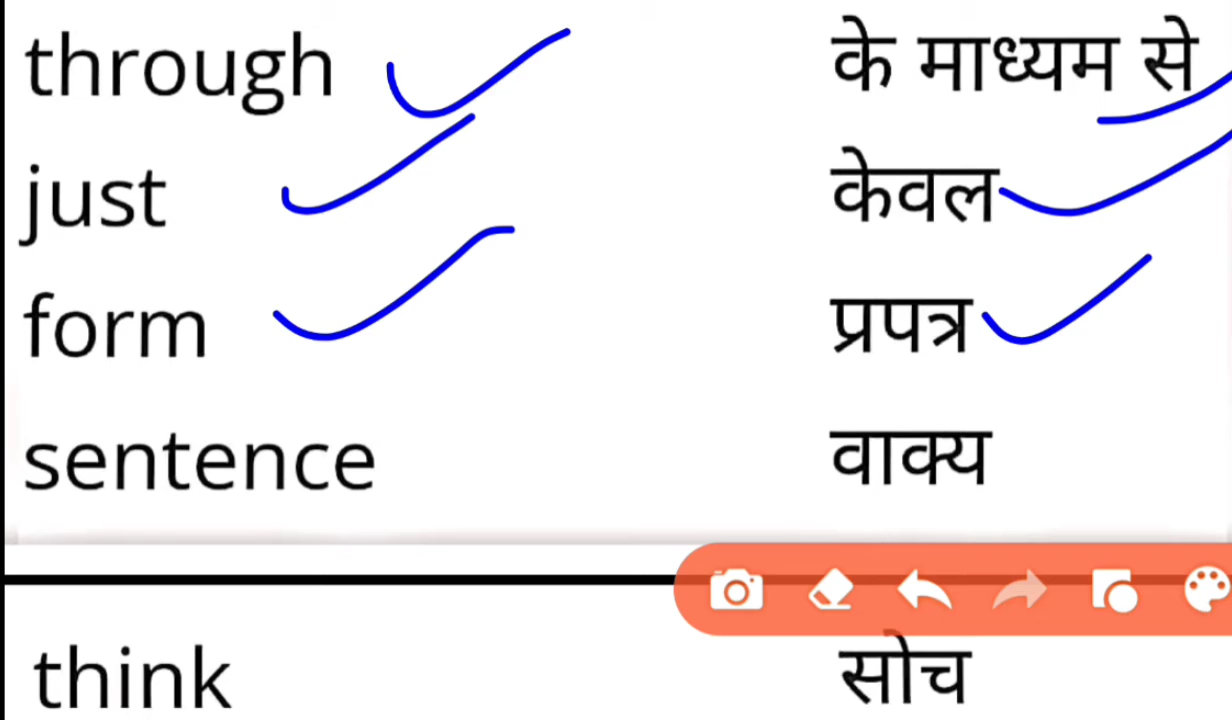 through के माध्यम से
just केवल
form प्रपत्र
sentence वाक्य
think सोच